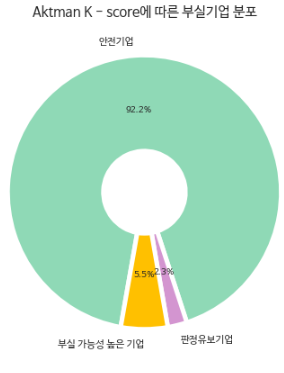 Aktman K - score에 따른 부실기업 분포
안전기업
92.2%
5.5%
2.3%
부실 가능성 높은 기업
판정유보기업